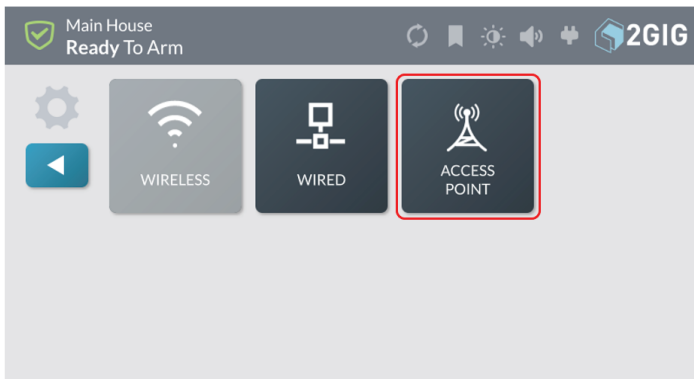 Main House
Ready To Arm
2GIG
WIRELESS
WIRED
ACCESS
POINT